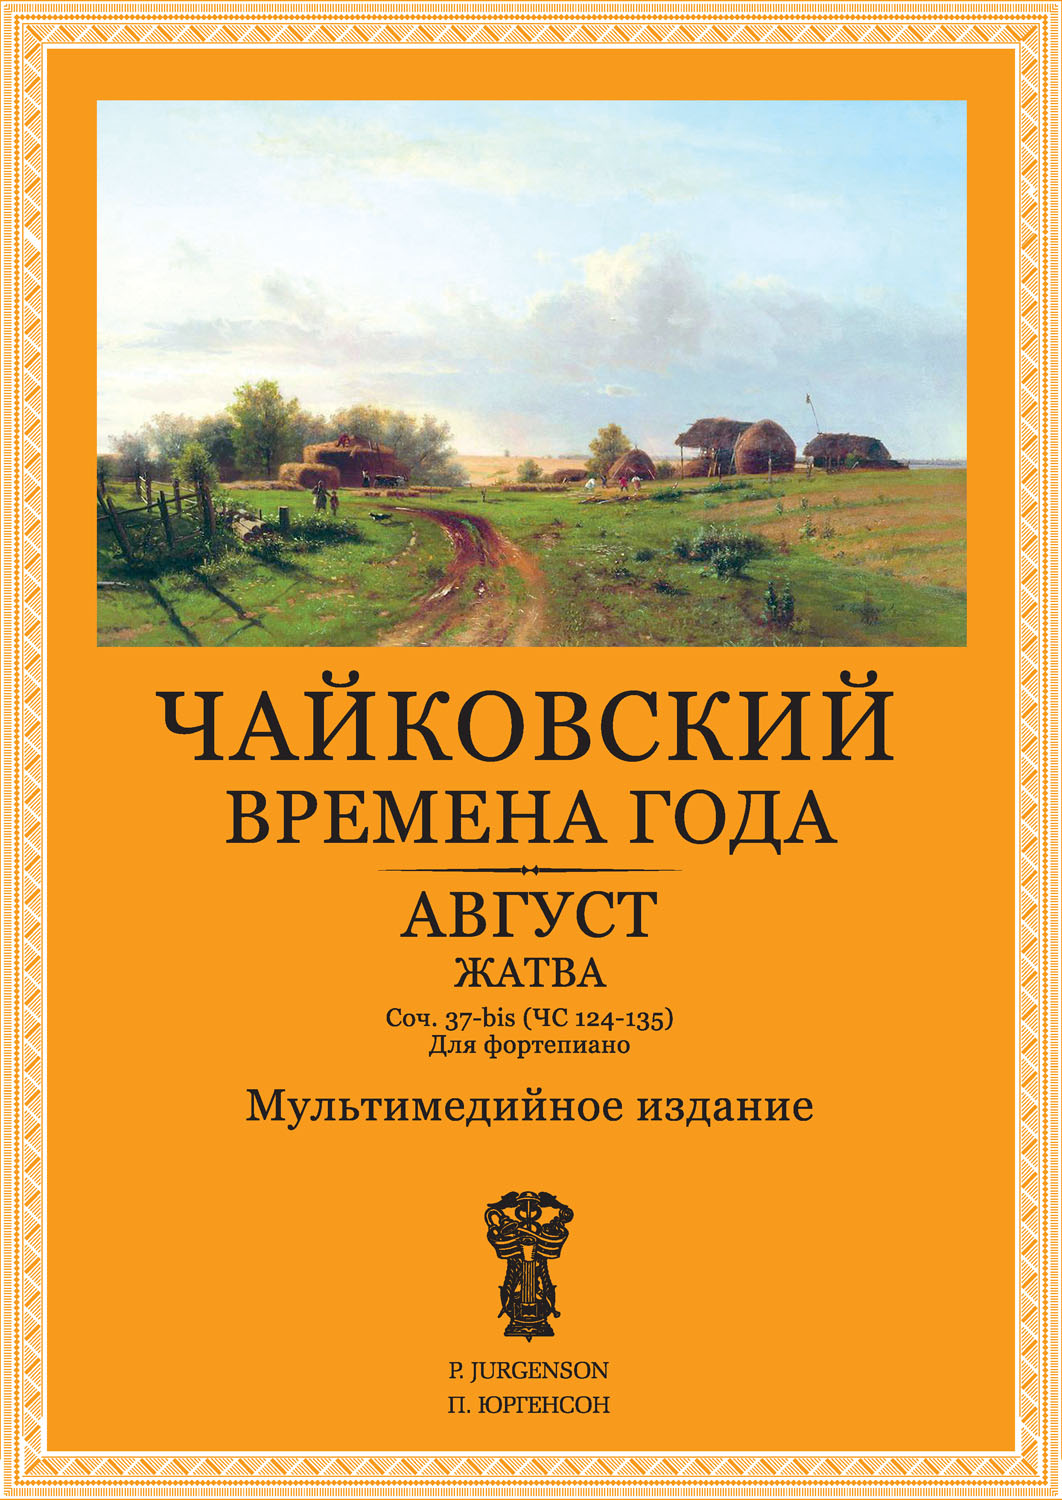 ЧАЙКОВСКИЙ
ВРЕМЕНА ГОДА
АВГУСТ
ЖАТВА
Соч. 37-bis (ЧС 124-135)
Для фортепиано
Мультимедийное издание
P. JURGENSON
П. ЮРГЕНСОН